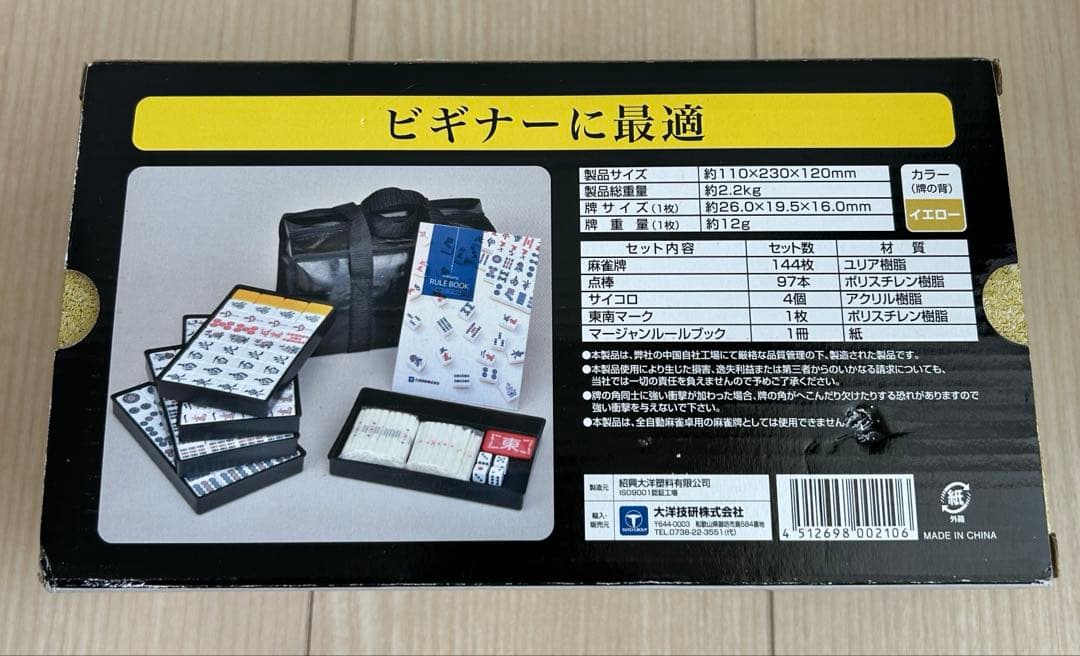 ビギナーに最適
製品サイズ 約110×230×120mm
製品総重量 約2.2kg
牌サイズ(1枚) 約26.0×19.5×16.0mm
牌重量(1枚) 約12g
カラー
(牌の背)
イエロー
セット内容 セット数 材質
麻雀牌 144枚 ユリア樹脂
点棒 97本 ポリスチレン樹脂
サイコロ 4個 アクリル樹脂
東南マーク 1枚 ポリスチレン樹脂
マージャンルールブック 1冊 紙
●本製品は、弊社の中国自社工場にて厳格な品質管理の下、製造された製品です。
●本製品使用により生じた損害、逸失利益または第三者からのいかなる請求についても、
当社では一切の責任を負えませんので予めご了承ください。
●牌の角同士に強い衝撃が加わった場合、牌の角がへこんだり欠けたりする恐れがありますので
強い衝撃を与えないで下さい。
●本製品は、全自動麻雀卓用の麻雀牌としては使用できません
RULE BOOK
東
製造元 紹興大洋塑料有限公司
ISO9001認証工場
輸入・
販売元
大洋技研株式会社
〒644-0003 和歌山県御坊市島584番地
TEL.0738-22-3551(代)
4 512698 002106
紙
外箱
MADE IN CHINA